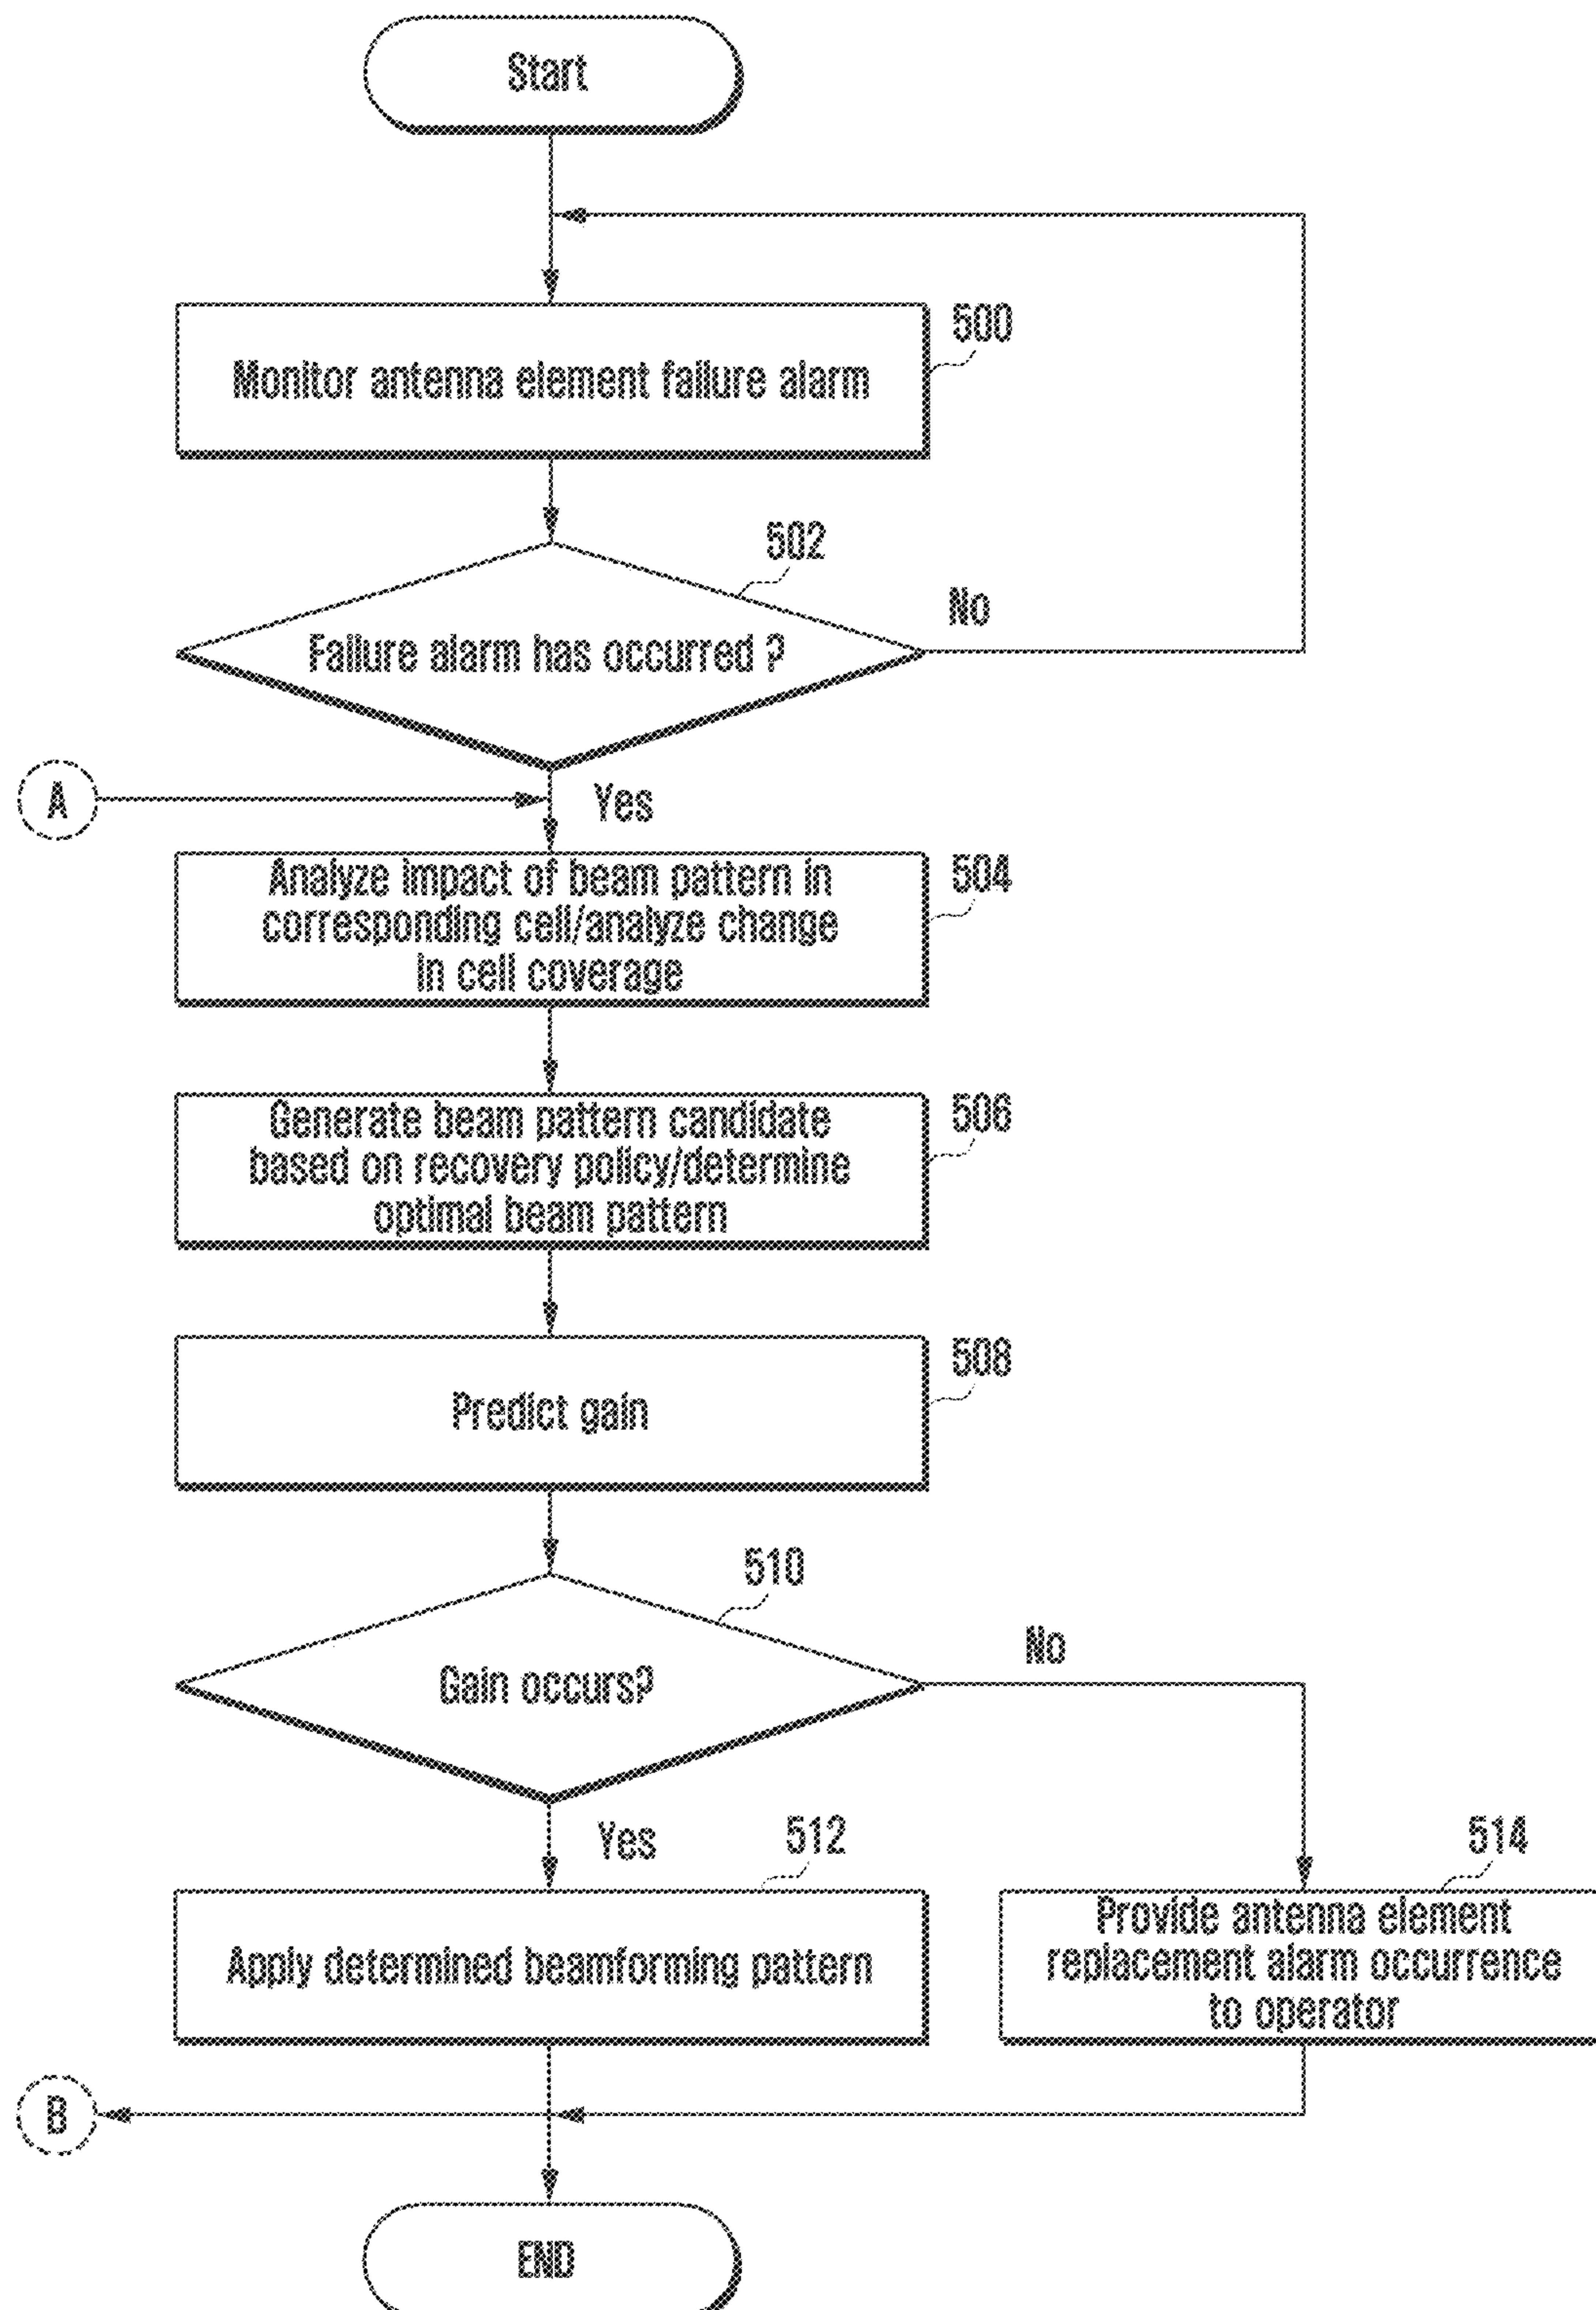 Start
500
Monitor antenna element failure alarm
502
No
Failure alarm has occurred ?
A
Yes
504
Analyze impact of beam pattern in
corresponding cell/analyze change
in cell coverage
506
Generate beam pattern candidate
based on recovery policy/determine
optimal beam pattern
508
Predict gain
510
No
Gain occurs?
Yes
512
514
Apply determined beamforming pattern
Provide antenna element
replacement alarm occurrence
to operator
B
END